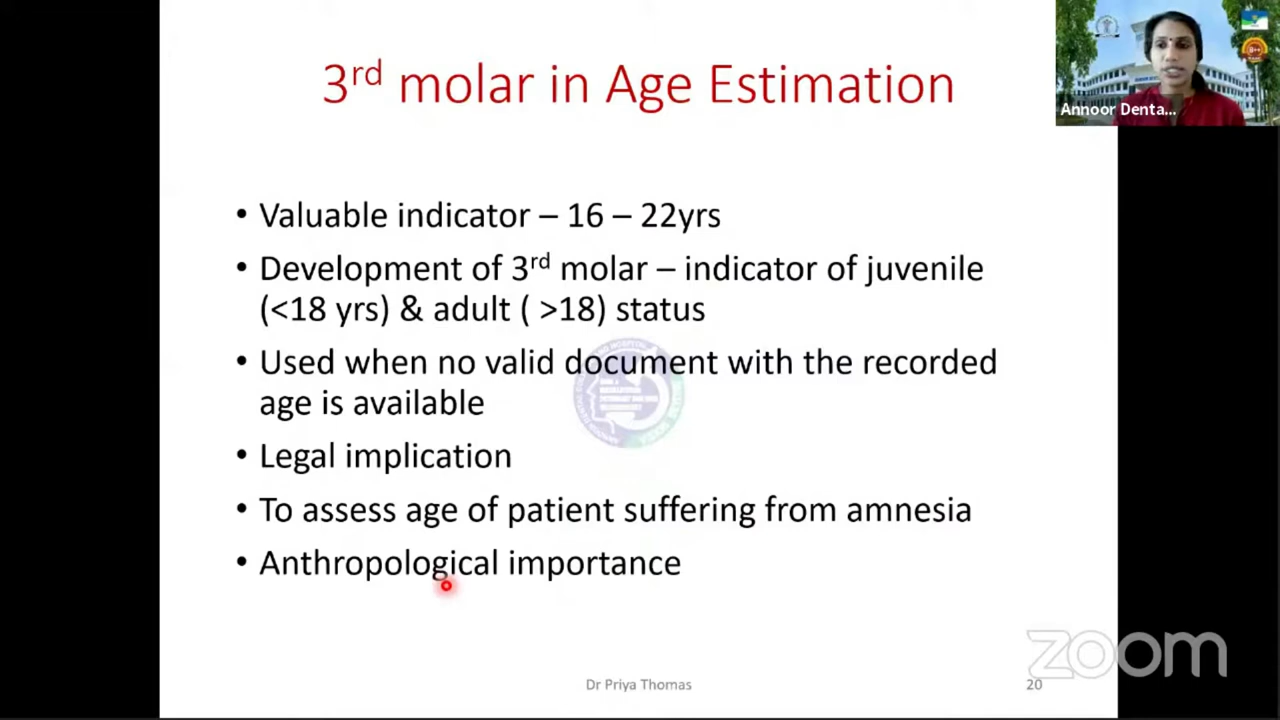 3rd molar in Age Estimation
Annoor Denta...
• Valuable indicator – 16 – 22yrs
• Development of 3rd molar – indicator of juvenile
(<18 yrs) & adult ( >18) status
• Used when no valid document with the recorded
age is available
• Legal implication
• To assess age of patient suffering from amnesia
• Anthropological importance
zoom
Dr Priya Thomas
20